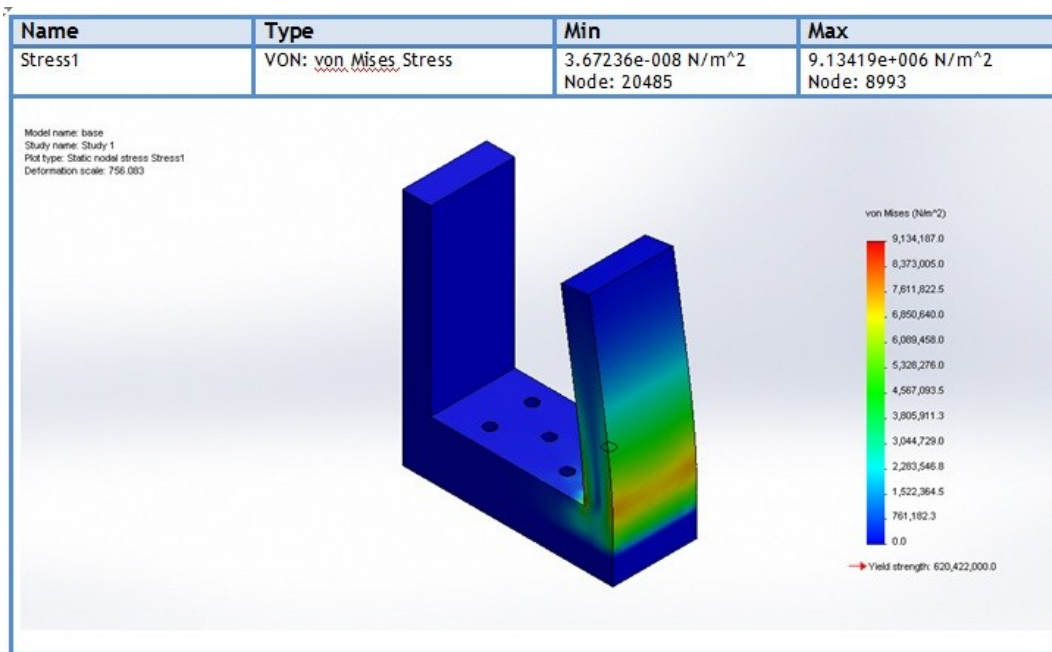 Name Type Min Max
Stress1 VON: von Mises Stress 3.67236e-008 N/m^2 9.13419e+006 N/m^2
Node: 20485 Node: 8993
Model name: base
Study name: Study 1
Plot type: Static nodal stress Stress1
Deformation scale: 756.083
von Mises (N/m^2)
9,134,187.0
8,373,005.0
7,611,822.5
6,850,640.0
6,089,458.0
5,328,276.0
4,567,093.5
3,805,911.3
3,044,729.0
2,283,546.8
1,522,364.5
761,182.3
0.0
Yield strength: 620,422,000.0